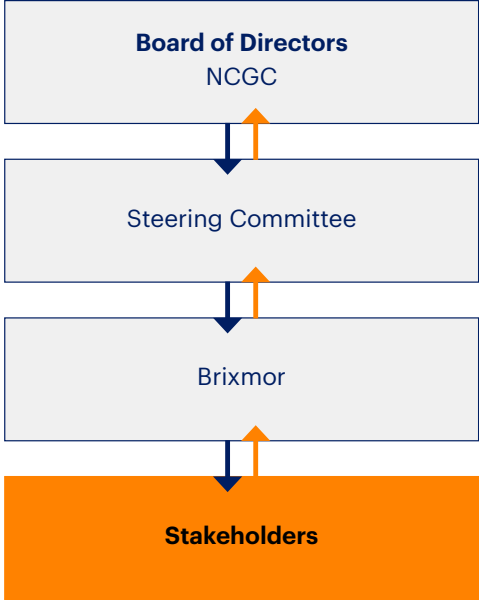 Board of Directors
NCGC
Steering Committee
Brixmor
Stakeholders